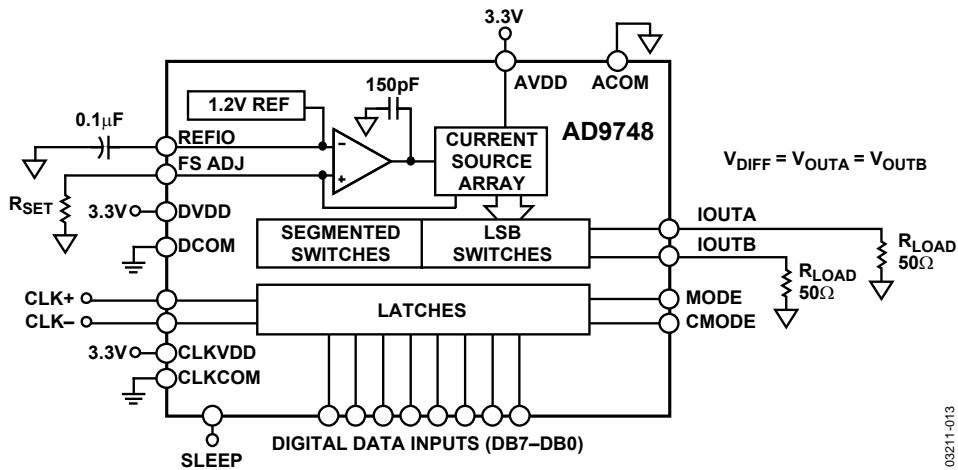 3.3V
AVDD
ACOM
150pF
1.2V REF
AD9748
0.1µF
REFIO
CURRENT
SOURCE
ARRAY
VDIFF = VOUTA = VOUTB
FS ADJ
RSET
3.3V
DVDD
IOUTA
SEGMENTED
SWITCHES
LSB
SWITCHES
DCOM
IOUTB
RLOAD
50Ω
RLOAD
50Ω
CLK+
MODE
LATCHES
CLK–
CMODE
3.3V
CLKVDD
CLKCOM
DIGITAL DATA INPUTS (DB7–DB0)
SLEEP
03211-013
+
–